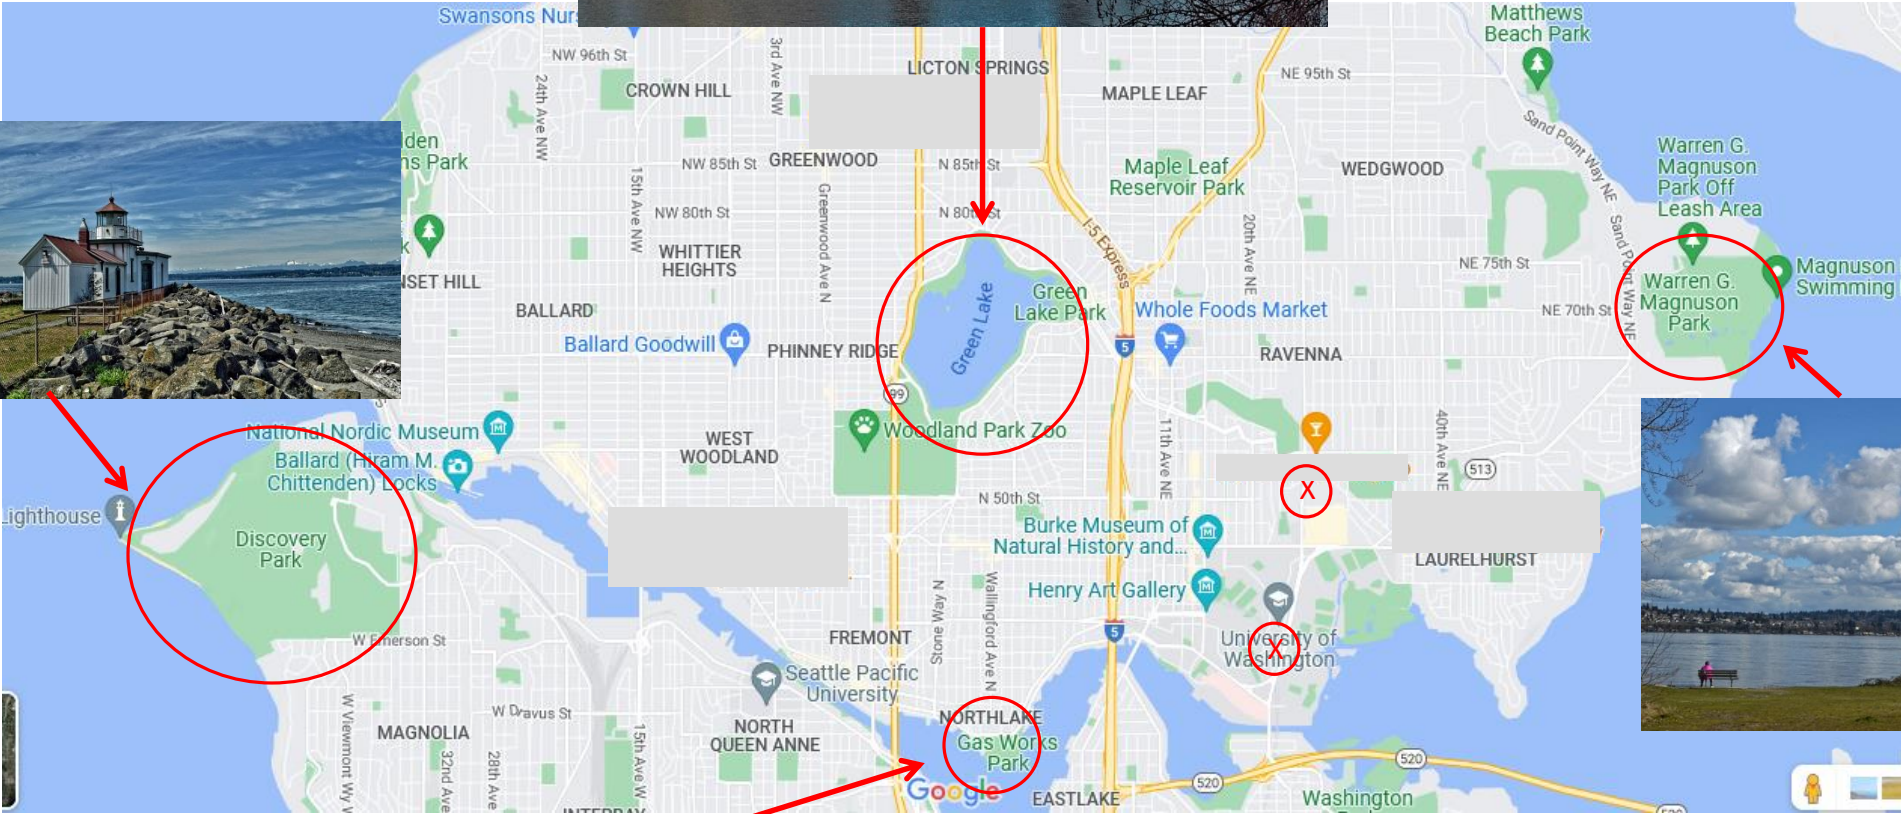 Swansons Nur
Matthews
Beach Park
NW 96th St
3rd Ave NW
LICTON SPRINGS
NE 95th St
24th Ave NW
CROWN HILL
MAPLE LEAF
Sand Point Way NE
den
ns Park
NW 85th St
GREENWOOD
N 85th St
Maple Leaf
Reservoir Park
WEDGWOOD
Warren G.
Magnuson
Park Off
Leash Area
15th Ave NW
Greenwood Ave N
NW 80th St
N 80th St
I-5 Express
20th Ave NE
Sand Point Way NE
k
WHITTIER
HEIGHTS
NE 75th St
NSET HILL
Green Lake
Green
Lake Park
Warren G.
Magnuson
Park
Magnuson
Swimming
BALLARD
Whole Foods Market
NE 70th St
Ballard Goodwill
PHINNEY RIDGE
5
RAVENNA
99
National Nordic Museum
WEST
WOODLAND
Woodland Park Zoo
11th Ave NE
40th Ave NE
Ballard (Hiram M.
Chittenden) Locks
513
X
N 50th St
Lighthouse
Discovery
Park
Burke Museum of
Natural History and...
LAURELHURST
Henry Art Gallery
Stone Way N
Wallingford Ave N
W Emerson St
FREMONT
5
University of
Washington
X
Seattle Pacific
University
W Viewmont Way W
W Dravus St
MAGNOLIA
NORTH
QUEEN ANNE
NORTHLAKE
Gas Works
Park
32nd Ave
28th Ave
15th Ave W
520
520
Google
EASTLAKE
Washington
INTERBAY
520